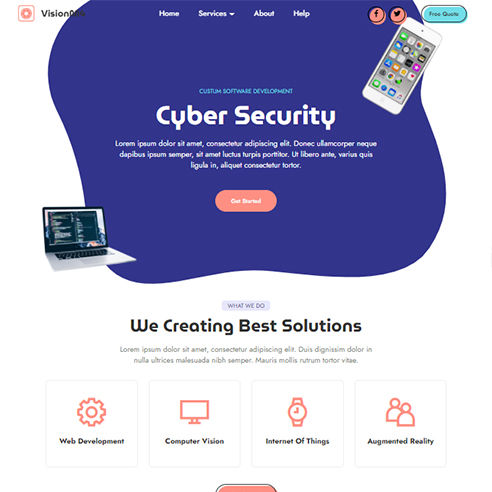 Home Services About Help Free Quote
CUSTUM SOFTWARE DEVELOPMENT
Cyber Security
Lorem ipsum dolor sit amet, consectetur adipiscing elit. Donec ullamcorper neque
dapibus ipsum semper, sit amet luctus turpis porttitor. Ut libero ante, varius quis
ligula in, aliquet consectetur tortor.
Get Started
WHAT WE DO
We Creating Best Solutions
Lorem ipsum dolor sit amet, consectetur adipiscing elit. Duis dignissim dolor in
nulla ultrices malesuada nibh semper. Mauris mollis rutrum tortor vitae.
Web Development Computer Vision Internet Of Things Augmented Reality